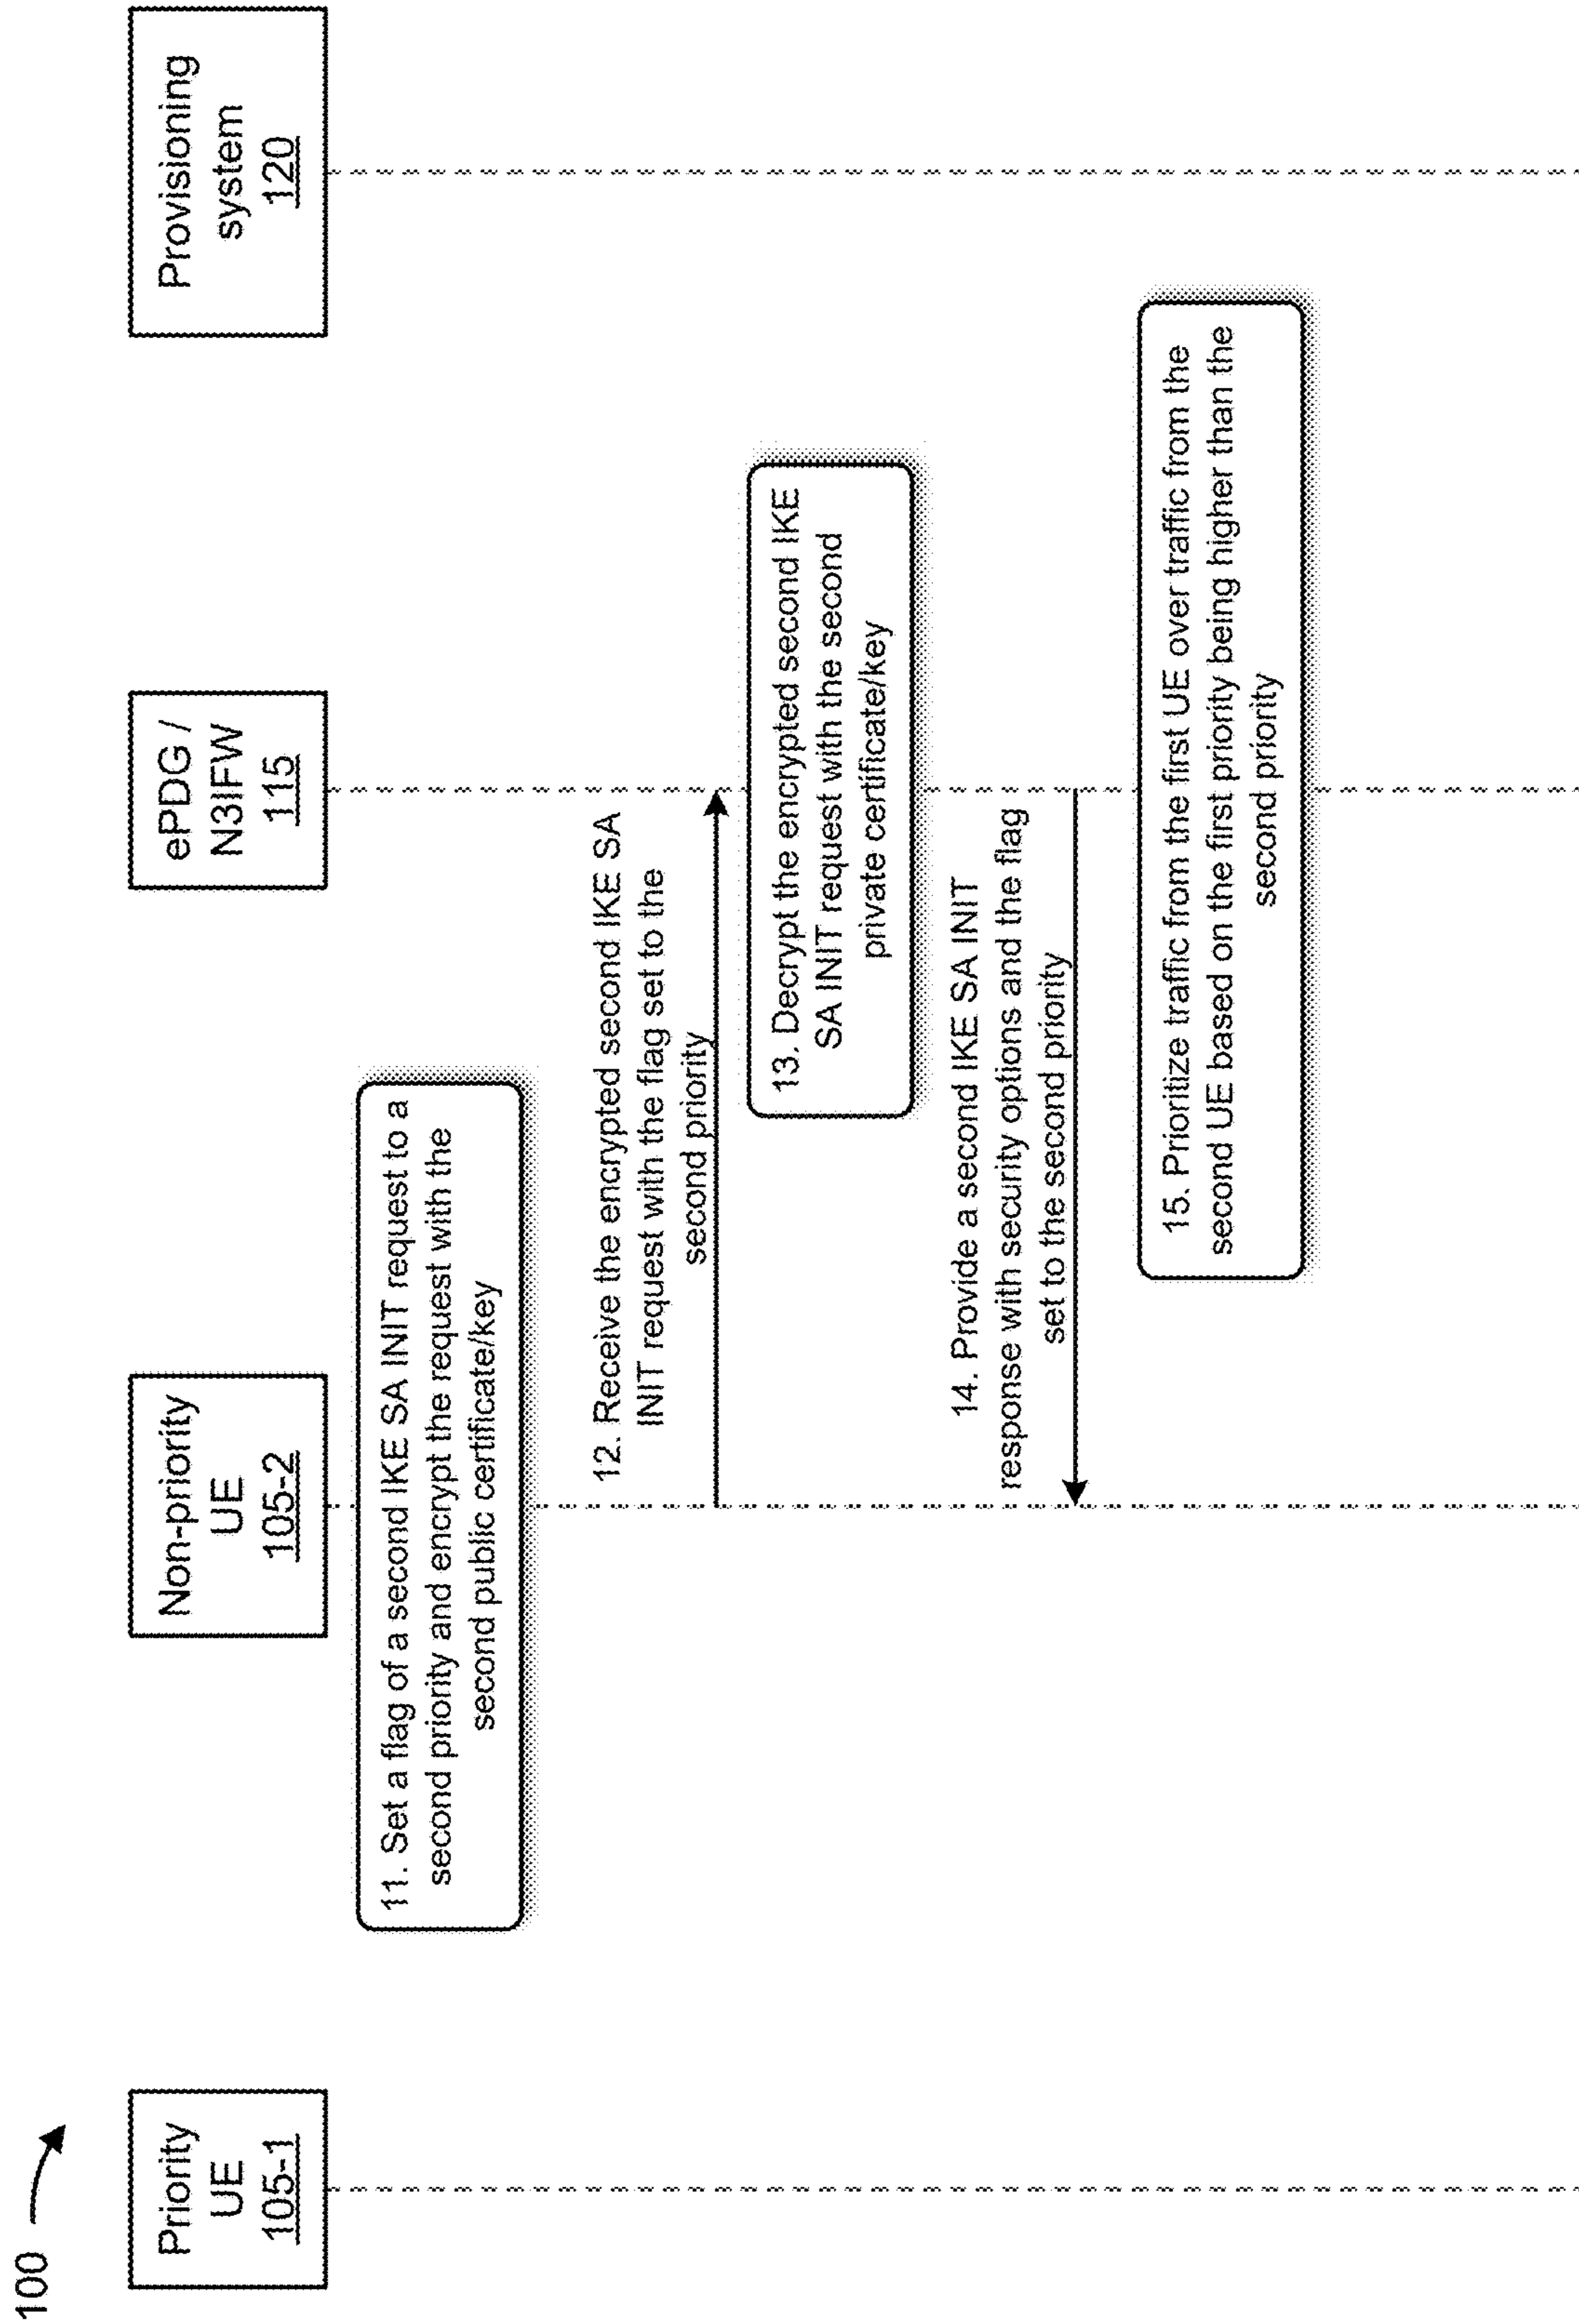 100
Priority
UE
105-1
Non-priority
UE
105-2
ePDG /
N3IFW
115
Provisioning
system
120
11. Set a flag of a second IKE SA INIT request to a
second priority and encrypt the request with the
second public certificate/key
12. Receive the encrypted second IKE SA
INIT request with the flag set to the
second priority
13. Decrypt the encrypted second IKE
SA INIT request with the second
private certificate/key
14. Provide a second IKE SA INIT
response with security options and the flag
set to the second priority
15. Prioritize traffic from the first UE over traffic from the
second UE based on the first priority being higher than the
second priority